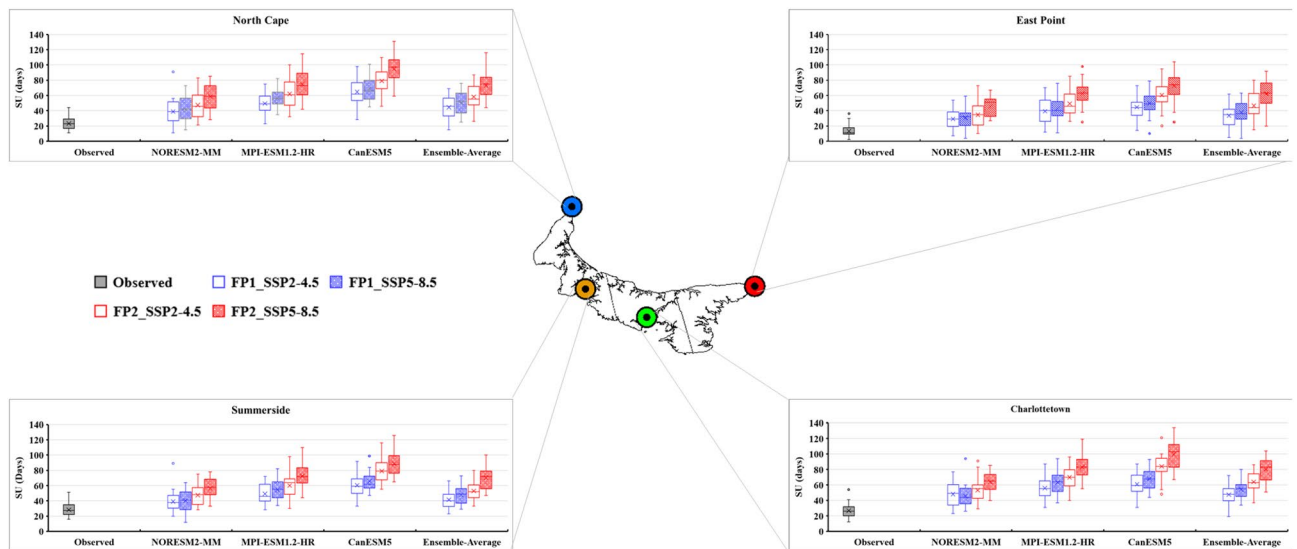 North Cape
140
120
100
80
60
40
20
0
SU (days)
Observed NORESM2-MM MPI-ESM1.2-HR CanESM5 Ensemble-Average
East Point
140
120
100
80
60
40
20
0
SU (days)
Observed NORESM2-MM MPI-ESM1.2-HR CanESM5 Ensemble-Average
Observed FP1_SSP2-4.5 FP1_SSP5-8.5
FP2_SSP2-4.5 FP2_SSP5-8.5
Summerside
140
120
100
80
60
40
20
0
SU (Days)
Observed NORESM2-MM MPI-ESM1.2-HR CanESM5 Ensemble-Average
Charlottetown
140
120
100
80
60
40
20
0
SU (days)
Observed NORESM2-MM MPI-ESM1.2-HR CanESM5 Ensemble-Average